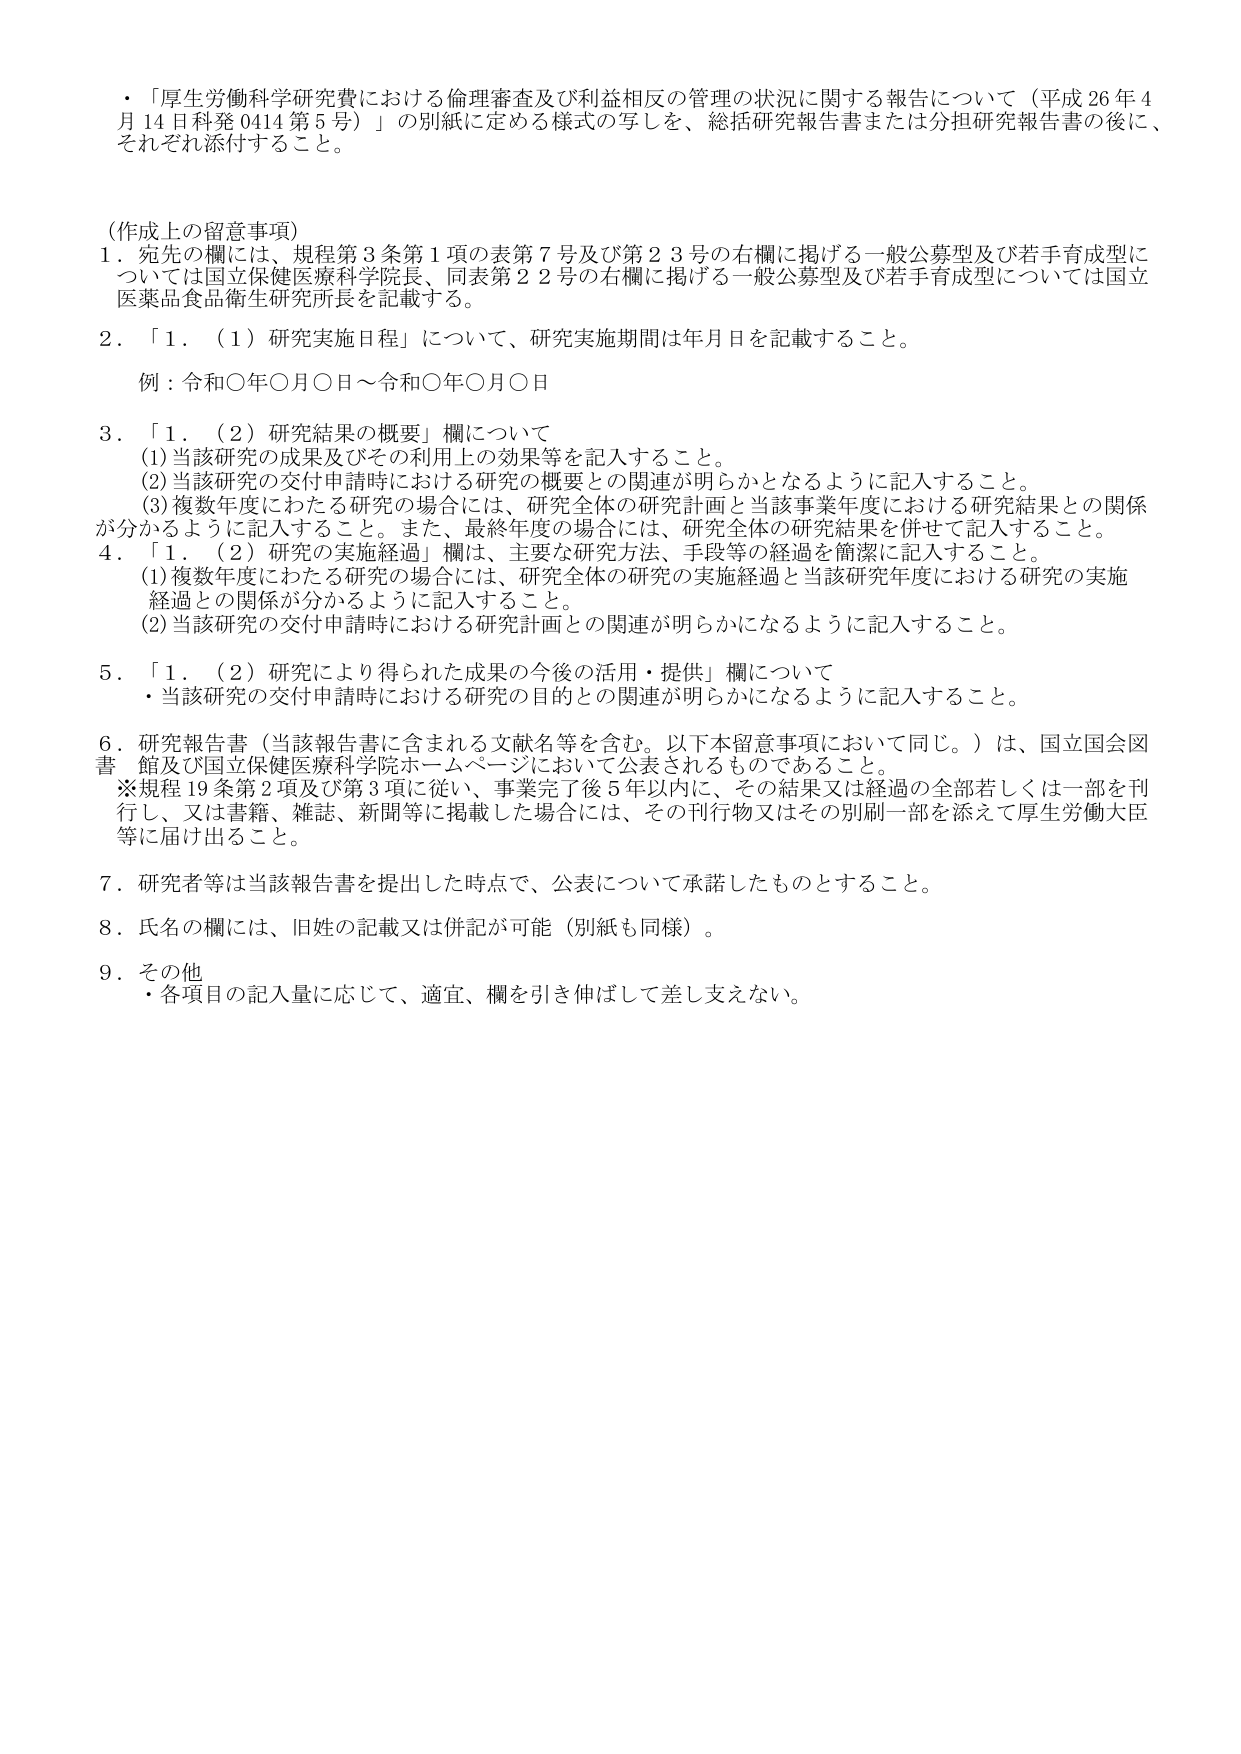 ・「厚生労働科学研究費における倫理審査及び利益相反の管理の状況に関する報告について（平成 26 年 4
月 14 日科発 0414 第５号）」の別紙に定める様式の写しを、総括研究報告書または分担研究報告書の後に、
それぞれ添付すること。
（作成上の留意事項）
１．宛先の欄には、規程第３条第１項の表第７号及び第２３号の右欄に掲げる一般公募型及び若手育成型に
ついては国立保健医療科学院長、同表第２２号の右欄に掲げる一般公募型及び若手育成型については国立
医薬品食品衛生研究所長を記載する。
２．「１．（１）研究実施日程」について、研究実施期間は年月日を記載すること。
例：令和〇年〇月〇日～令和〇年〇月〇日
３．「１．（２）研究結果の概要」欄について
(1)当該研究の成果及びその利用上の効果等を記入すること。
(2)当該研究の交付申請時における研究の概要との関連が明らかとなるように記入すること。
(3)複数年度にわたる研究の場合には、研究全体の研究計画と当該事業年度における研究結果との関係
が分かるように記入すること。また、最終年度の場合には、研究全体の研究結果を併せて記入すること。
４．「１．（２）研究の実施経過」欄は、主要な研究方法、手段等の経過を簡潔に記入すること。
(1)複数年度にわたる研究の場合には、研究全体の研究の実施経過と当該研究年度における研究の実施
経過との関係が分かるように記入すること。
(2)当該研究の交付申請時における研究計画との関連が明らかになるように記入すること。
５．「１．（２）研究により得られた成果の今後の活用・提供」欄について
・当該研究の交付申請時における研究の目的との関連が明らかになるように記入すること。
６．研究報告書（当該報告書に含まれる文献名等を含む。以下本留意事項において同じ。）は、国立国会図
書　館及び国立保健医療科学院ホームページにおいて公表されるものであること。
※規程 19 条第２項及び第３項に従い、事業完了後５年以内に、その結果又は経過の全部若しくは一部を刊
行し、又は書籍、雑誌、新聞等に掲載した場合には、その刊行物又はその別刷一部を添えて厚生労働大臣
等に届け出ること。
７．研究者等は当該報告書を提出した時点で、公表について承諾したものとすること。
８．氏名の欄には、旧姓の記載又は併記が可能（別紙も同様）。
９．その他
・各項目の記入量に応じて、適宜、欄を引き伸ばして差し支えない。